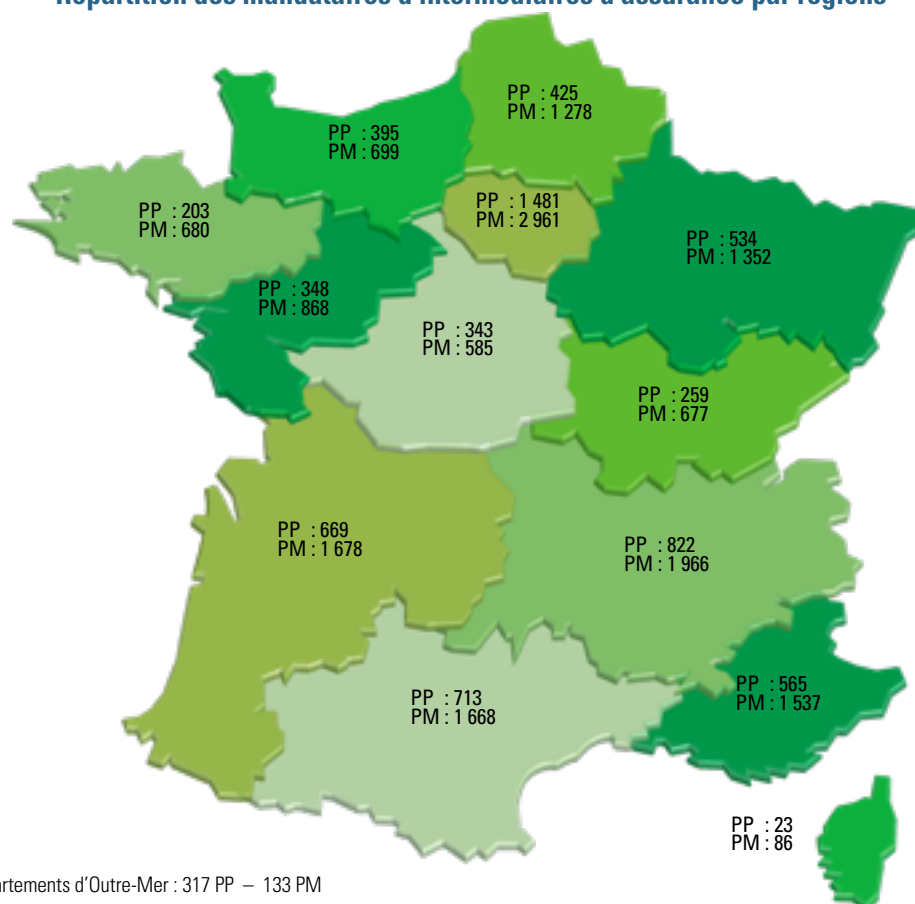 Répartition des mandataires d'intermédiaires d'assurance par régions
PP : 425
PM : 1 278
PP : 395
PM : 699
PP : 1 481
PM : 2 961
PP : 203
PM : 680
PP : 534
PM : 1 352
PP : 348
PM : 868
PP : 343
PM : 585
PP : 259
PM : 677
PP : 669
PM : 1 678
PP : 822
PM : 1 966
PP : 713
PM : 1 668
PP : 565
PM : 1 537
PP : 23
PM : 86
artements d'Outre-Mer : 317 PP – 133 PM